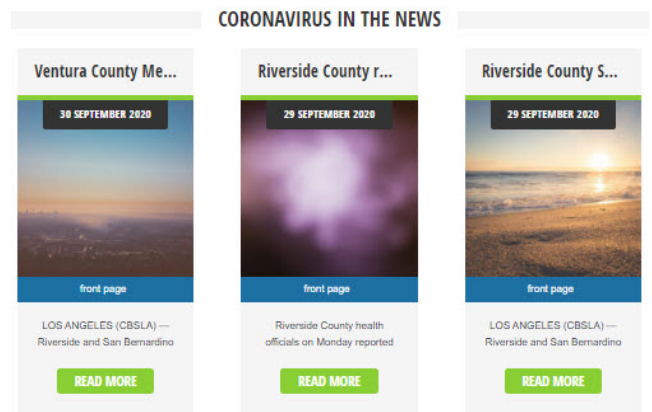 CORONAVIRUS IN THE NEWS
Ventura County Me...
30 SEPTEMBER 2020
front page
LOS ANGELES (CBSLA) —
Riverside and San Bernardino
READ MORE
Riverside County r...
29 SEPTEMBER 2020
front page
Riverside County health
officials on Monday reported
READ MORE
Riverside County S...
29 SEPTEMBER 2020
front page
LOS ANGELES (CBSLA) —
Riverside and San Bernardino
READ MORE